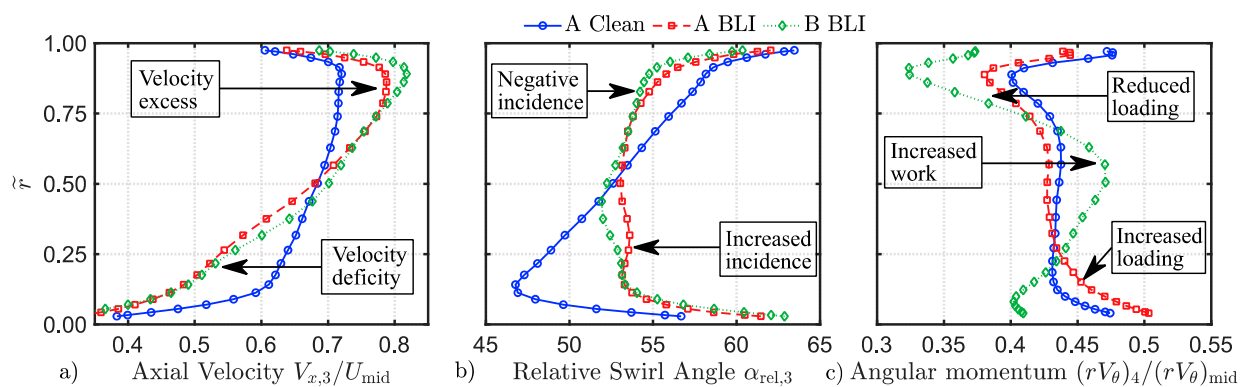 A Clean A BLI B BLI
1.00
0.75
0.50
0.25
0.00
r̃
Velocity
excess
Velocity
deficity
0.4 0.5 0.6 0.7 0.8
a) Axial Velocity V_{x,3}/U_{mid}
Negative
incidence
Increased
incidence
45 50 55 60 65
b) Relative Swirl Angle α_{rel,3}
Reduced
loading
Increased
work
Increased
loading
0.3 0.35 0.4 0.45 0.5 0.55
c) Angular momentum (rV_θ)_4/(rV_θ)_{mid}